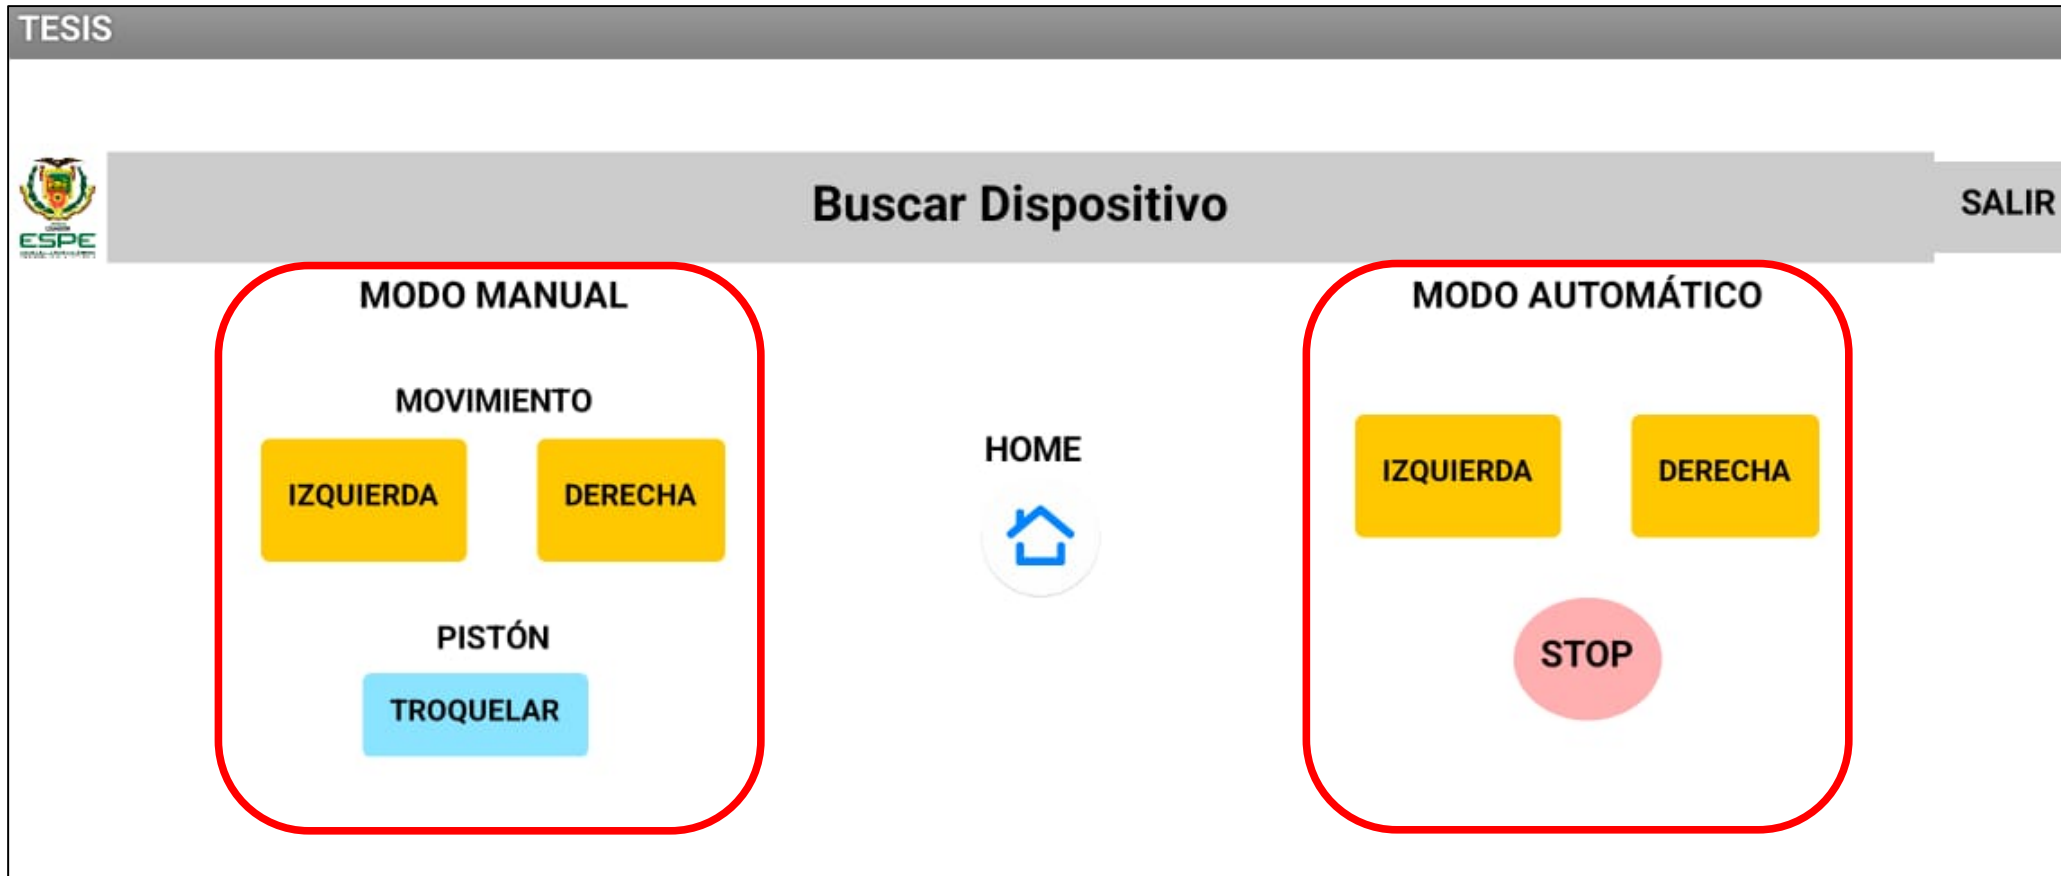 TESIS
ESPE
Buscar Dispositivo
SALIR
MODO MANUAL
MOVIMIENTO
IZQUIERDA
DERECHA
PISTÓN
TROQUELAR
HOME
MODO AUTOMÁTICO
IZQUIERDA
DERECHA
STOP